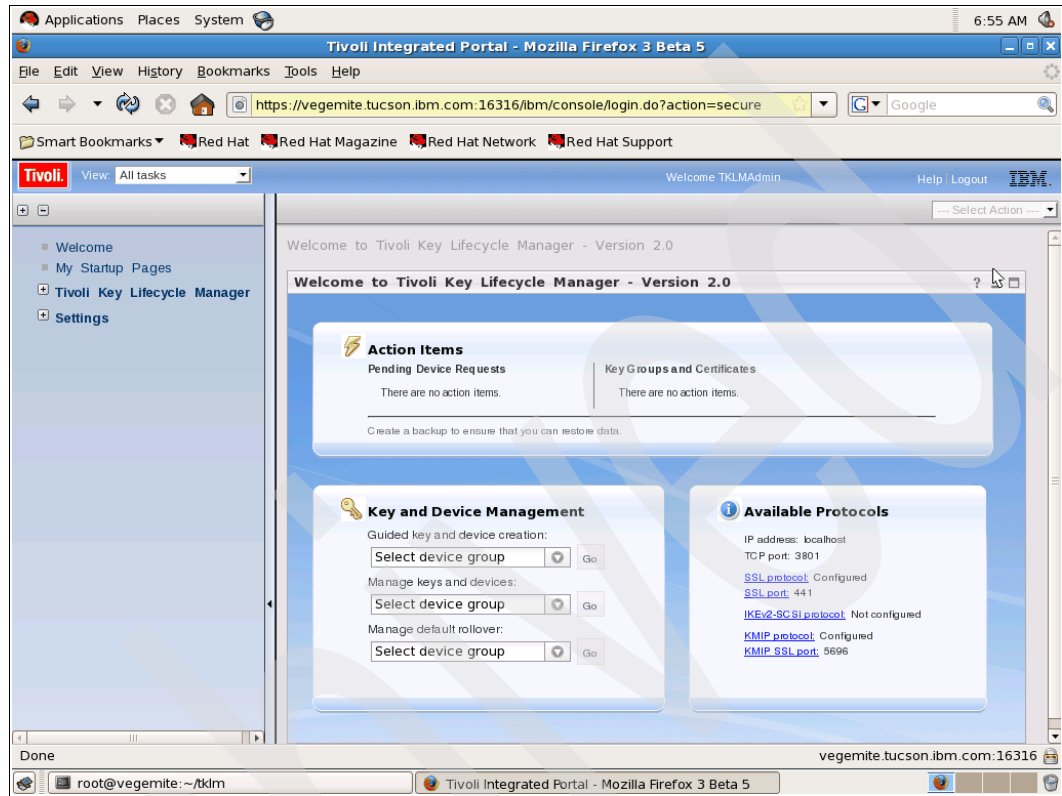 Applications Places System 6:55 AM
Tivoli Integrated Portal - Mozilla Firefox 3 Beta 5
File Edit View History Bookmarks Tools Help
https://vegemite.tucson.ibm.com:16316/ibm/console/login.do?action=secure G Google
Smart Bookmarks Red Hat Red Hat Magazine Red Hat Network Red Hat Support
Tivoli. View: All tasks Welcome TKLMAdmin Help Logout IBM.
--- Select Action ---
Welcome
My Startup Pages
Tivoli Key Lifecycle Manager
Settings
Welcome to Tivoli Key Lifecycle Manager - Version 2.0
Welcome to Tivoli Key Lifecycle Manager - Version 2.0 ?
Action Items
Pending Device Requests Key Groups and Certificates
There are no action items. There are no action items.
Create a backup to ensure that you can restore data.
Key and Device Management
Guided key and device creation:
Select device group Go
Manage keys and devices:
Select device group Go
Manage default rollover:
Select device group Go
Available Protocols
IP address: localhost
TCP port: 3801
SSL protocol: Configured
SSL port: 441
IKEv2-SCSI protocol: Not configured
KMIP protocol: Configured
KMIP SSL port: 5696
Done vegemite.tucson.ibm.com:16316
root@vegemite:~/tklm Tivoli Integrated Portal - Mozilla Firefox 3 Beta 5